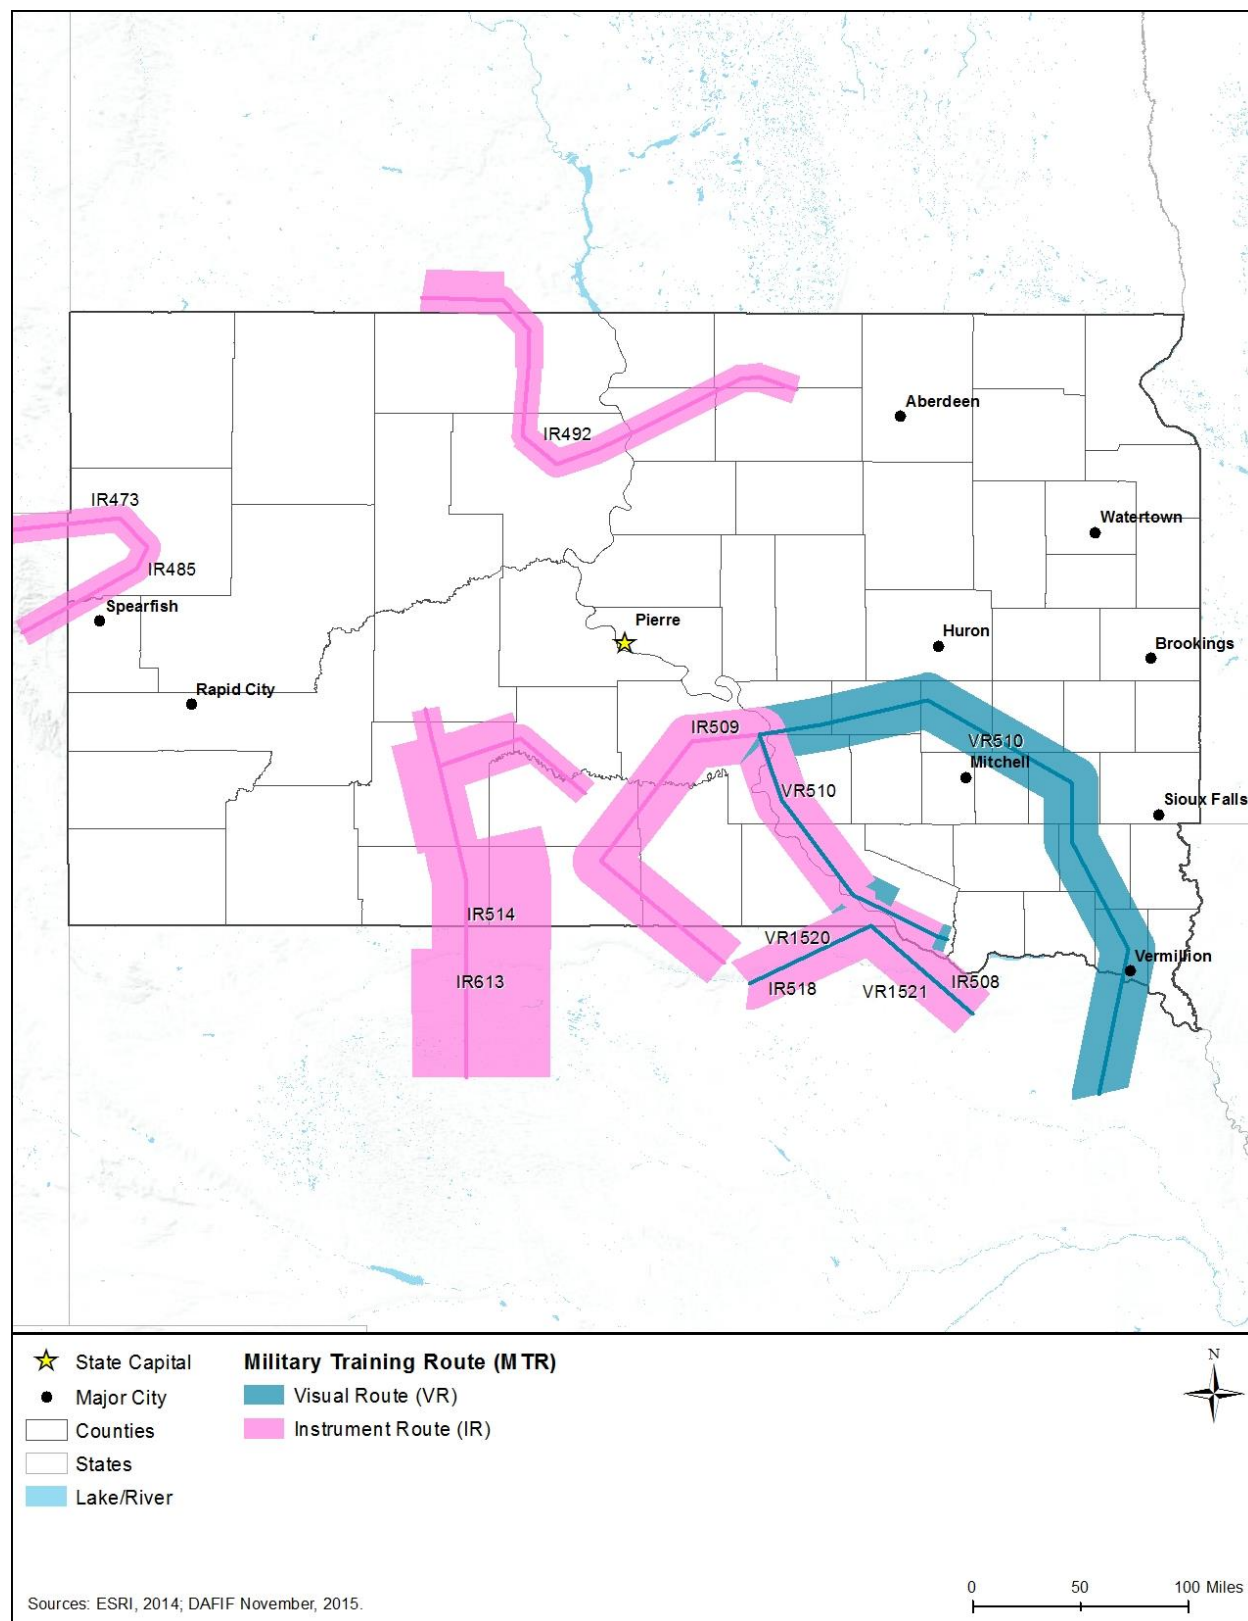 Aberdeen
IR492
IR473
Watertown
IR485
Spearfish
Pierre
Huron
Brookings
Rapid City
IR509
VR510
Mitchell
VR510
Sioux Falls
IR514
VR1520
Vermillion
IR613
IR518
VR1521
IR508
State Capital
Major City
Counties
States
Lake/River
Military Training Route (MTR)
Visual Route (VR)
Instrument Route (IR)
N
0 50 100 Miles
Sources: ESRI, 2014; DAFIF November, 2015.